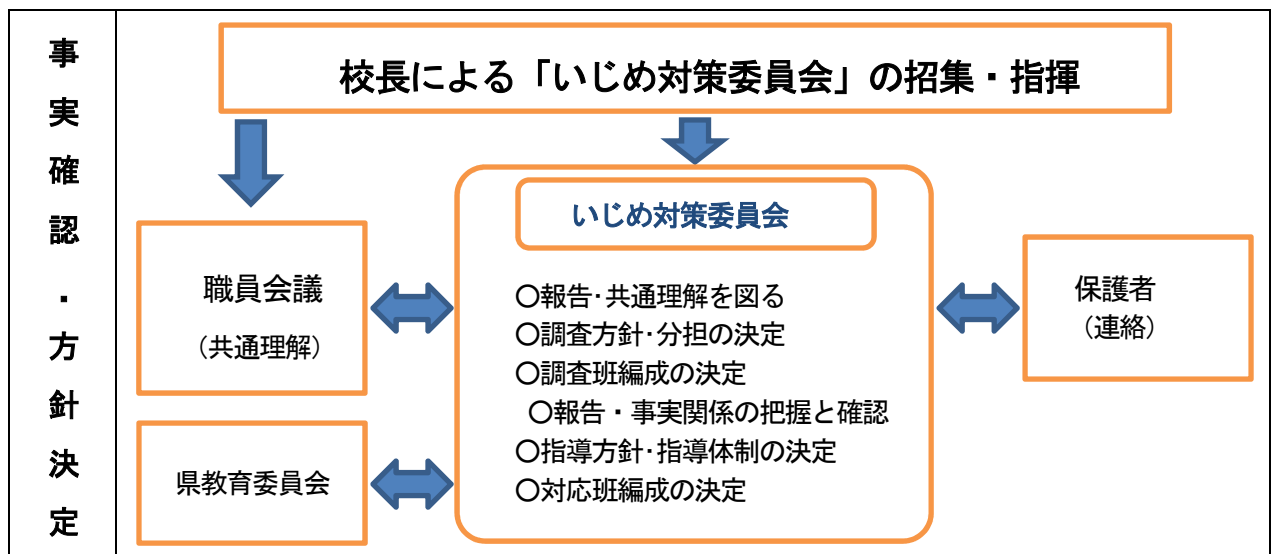 事実確認・方針決定
校長による「いじめ対策委員会」の招集・指揮
いじめ対策委員会
〇報告･共通理解を図る
〇調査方針･分担の決定
〇調査班編成の決定
〇報告・事実関係の把握と確認
〇指導方針･指導体制の決定
〇対応班編成の決定
職員会議
（共通理解）
県教育委員会
保護者
（連絡）